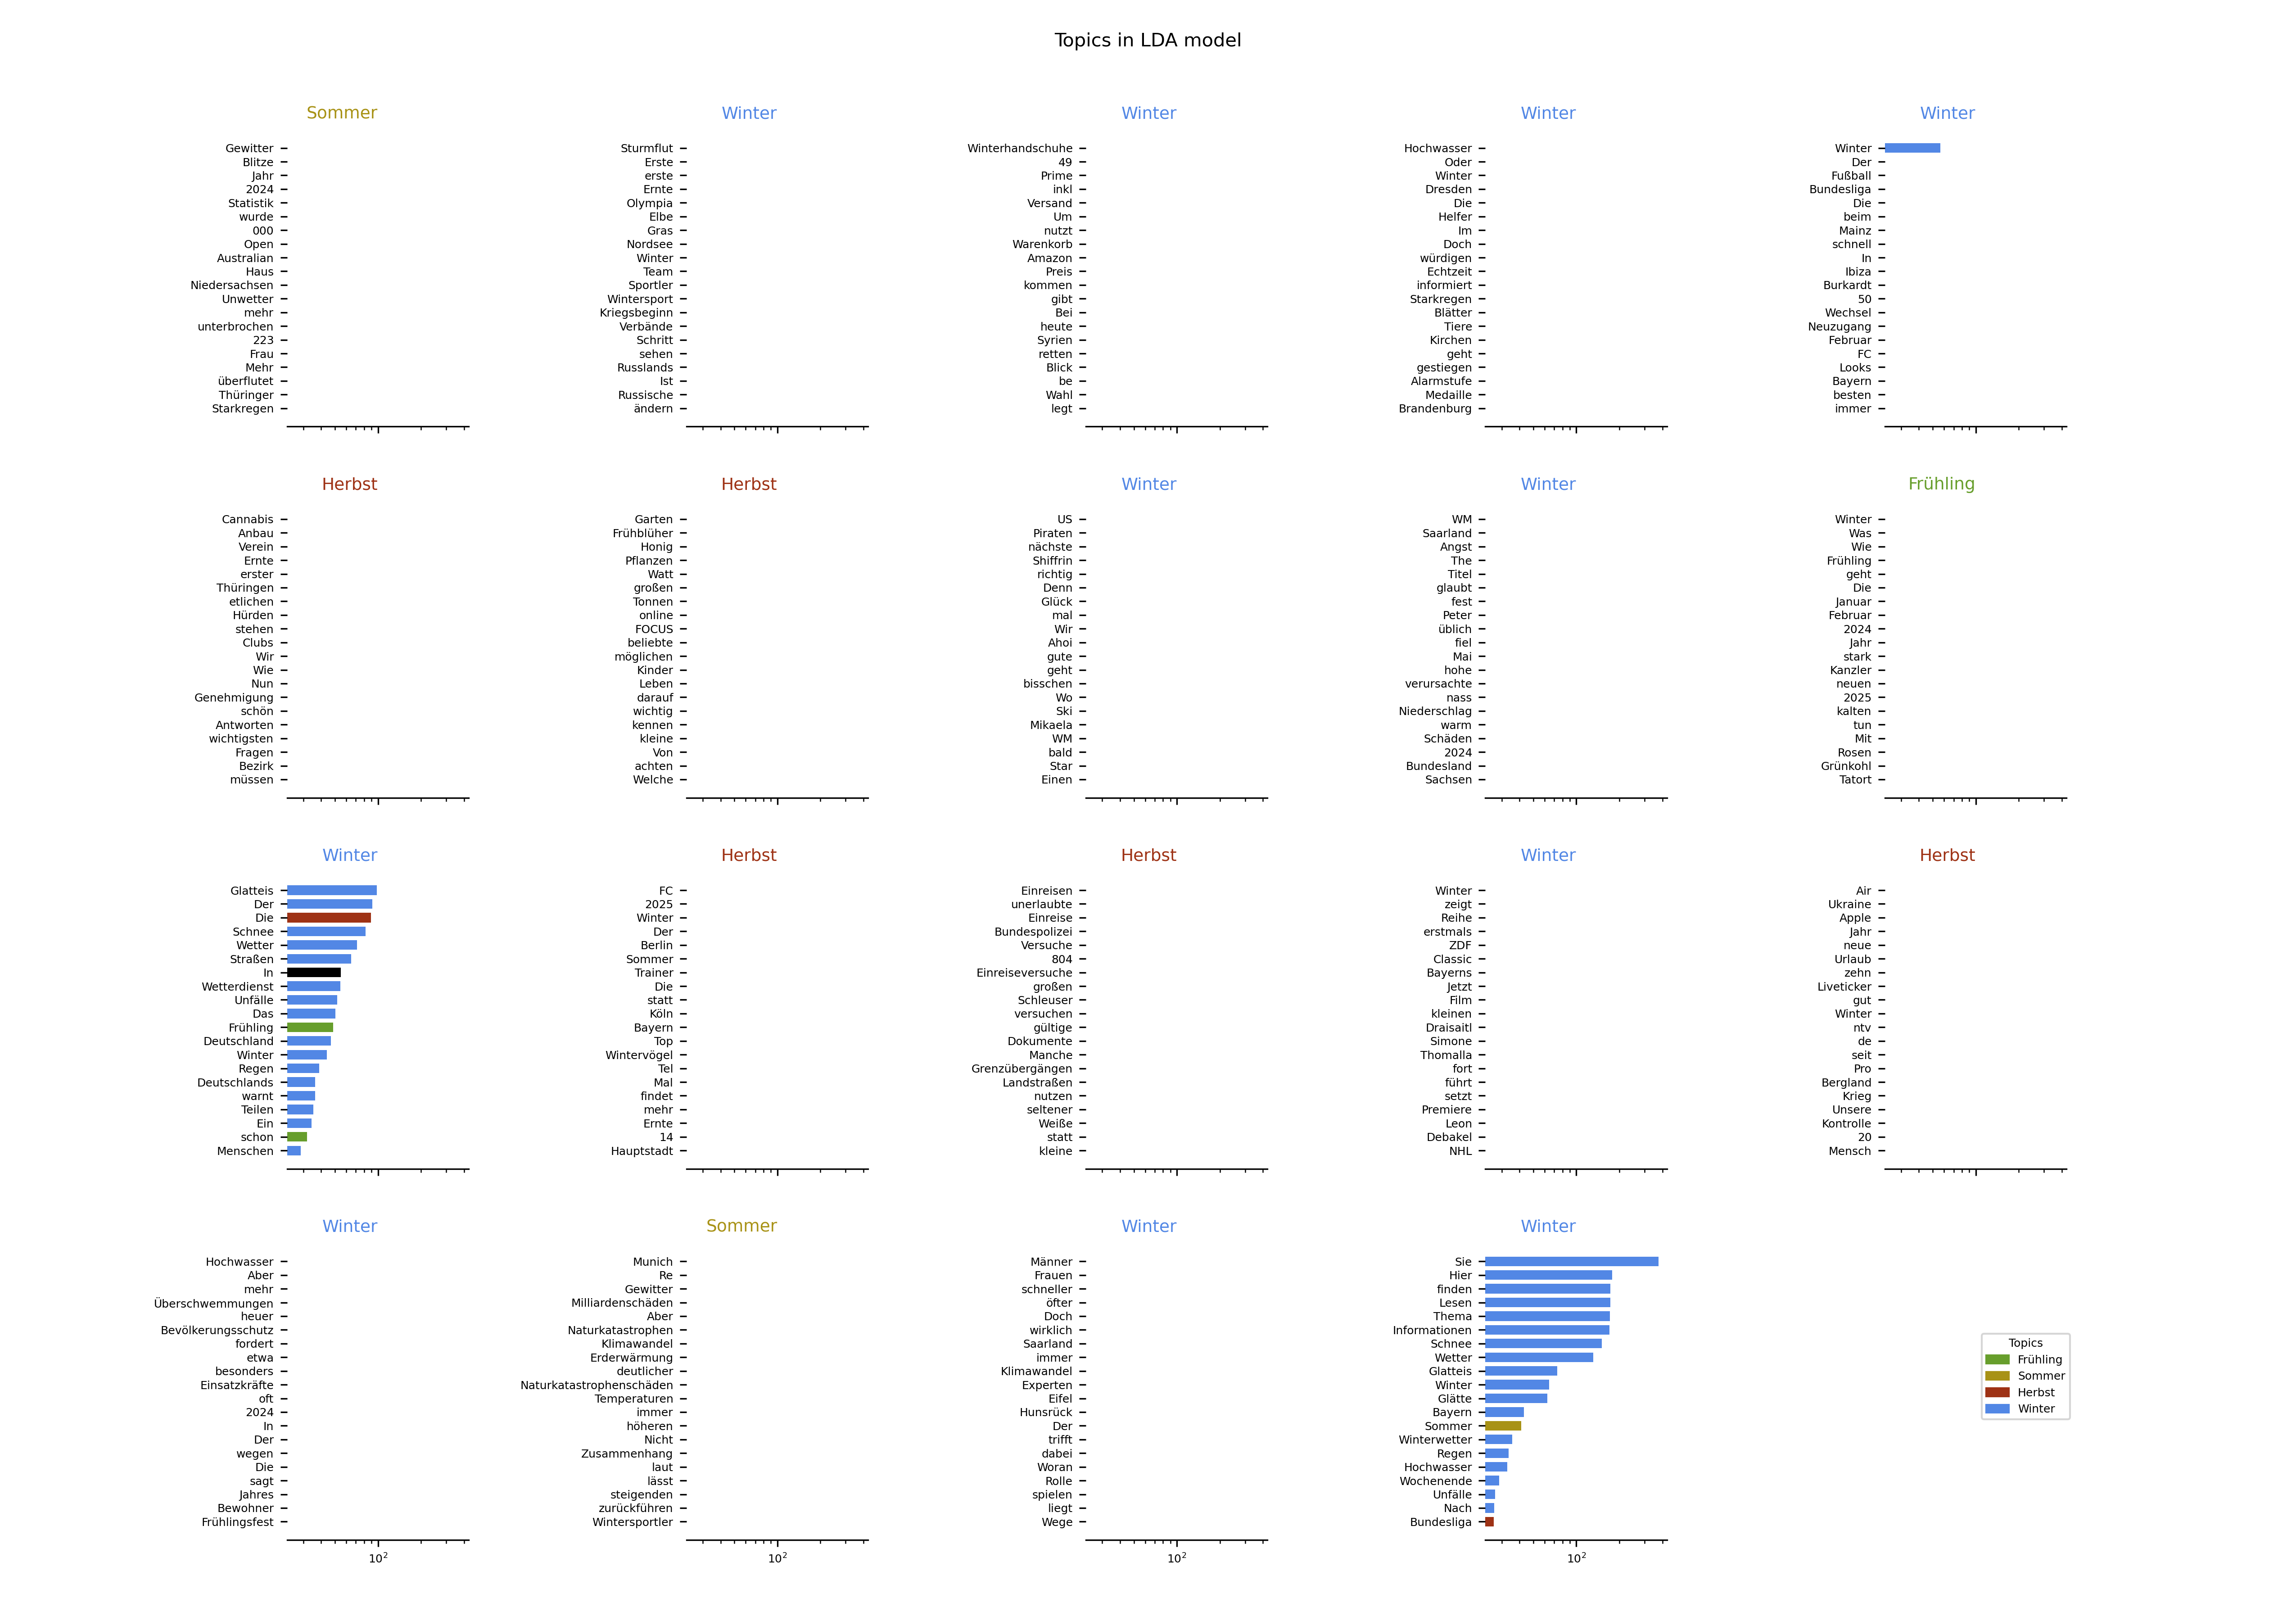 Topics in LDA model
Sommer
Gewitter
Blitze
Jahr
2024
Statistik
wurde
000
Open
Australian
Haus
Niedersachsen
Unwetter
mehr
unterbrochen
223
Frau
Mehr
überflutet
Thüringer
Starkregen
Winter
Sturmflut
Erste
erste
Ernte
Olympia
Elbe
Gras
Nordsee
Winter
Team
Sportler
Wintersport
Kriegsbeginn
Verbände
Schritt
sehen
Russlands
Ist
Russische
ändern
Winter
Winterhandschuhe
49
Prime
inkl
Versand
Um
nutzt
Warenkorb
Amazon
Preis
kommen
gibt
Bei
heute
Syrien
retten
Blick
be
Wahl
legt
Winter
Hochwasser
Oder
Winter
Dresden
Die
Helfer
Im
Doch
würdigen
Echtzeit
informiert
Starkregen
Blätter
Tiere
Kirchen
geht
gestiegen
Alarmstufe
Medaille
Brandenburg
Winter
Winter
Der
Fußball
Bundesliga
Die
beim
Mainz
schnell
In
Ibiza
Burkardt
50
Wechsel
Neuzugang
Februar
FC
Looks
Bayern
besten
immer
Herbst
Cannabis
Anbau
Verein
Ernte
erster
Thüringen
etlichen
Hürden
stehen
Clubs
Wir
Wie
Nun
Genehmigung
schön
Antworten
wichtigsten
Fragen
Bezirk
müssen
Herbst
Garten
Frühblüher
Honig
Pflanzen
Watt
großen
Tonnen
online
FOCUS
beliebte
möglichen
Kinder
Leben
darauf
wichtig
kennen
kleine
Von
achten
Welche
Winter
US
Piraten
nächste
Shiffrin
richtig
Denn
Glück
mal
Wir
Ahoi
gute
geht
bisschen
Wo
Ski
Mikaela
WM
bald
Star
Einen
Winter
WM
Saarland
Angst
The
Titel
glaubt
fest
Peter
üblich
fiel
Mai
hohe
verursachte
nass
Niederschlag
warm
Schäden
2024
Bundesland
Sachsen
Frühling
Winter
Was
Wie
Frühling
geht
Die
Januar
Februar
2024
Jahr
stark
Kanzler
neuen
2025
kalten
tun
Mit
Rosen
Grünkohl
Tatort
Winter
Glatteis
Der
Die
Schnee
Wetter
Straßen
In
Wetterdienst
Unfälle
Das
Frühling
Deutschland
Winter
Regen
Deutschlands
warnt
Teilen
Ein
schon
Menschen
Herbst
FC
2025
Winter
Der
Berlin
Sommer
Trainer
Die
statt
Köln
Bayern
Top
Wintervögel
Tel
Mal
findet
mehr
Ernte
14
Hauptstadt
Herbst
Einreisen
unerlaubte
Einreise
Bundespolizei
Versuche
804
Einreiseversuche
großen
Schleuser
versuchen
gültige
Dokumente
Manche
Grenzübergängen
Landstraßen
nutzen
seltener
Weiße
statt
kleine
Winter
Winter
zeigt
Reihe
erstmals
ZDF
Classic
Bayerns
Jetzt
Film
kleinen
Draisaitl
Simone
Thomalla
fort
führt
setzt
Premiere
Leon
Debakel
NHL
Herbst
Air
Ukraine
Apple
Jahr
neue
Urlaub
zehn
Liveticker
gut
Winter
ntv
de
seit
Pro
Bergland
Krieg
Unsere
Kontrolle
20
Mensch
Winter
Hochwasser
Aber
mehr
Überschwemmungen
heuer
Bevölkerungsschutz
fordert
etwa
besonders
Einsatzkräfte
oft
2024
In
Der
wegen
Die
sagt
Jahres
Bewohner
Frühlingsfest
10²
Sommer
Munich
Re
Gewitter
Milliardenschäden
Aber
Naturkatastrophen
Klimawandel
Erderwärmung
deutlicher
Naturkatastrophenschäden
Temperaturen
immer
höheren
Nicht
Zusammenhang
laut
lässt
steigenden
zurückführen
Wintersportler
10²
Winter
Männer
Frauen
schneller
öfter
Doch
wirklich
Saarland
immer
Klimawandel
Experten
Eifel
Hunsrück
Der
trifft
dabei
Woran
Rolle
spielen
liegt
Wege
10²
Winter
Sie
Hier
finden
Lesen
Thema
Informationen
Schnee
Wetter
Glatteis
Winter
Glätte
Bayern
Sommer
Winterwetter
Regen
Hochwasser
Wochenende
Unfälle
Nach
Bundesliga
10²
Topics
Frühling
Sommer
Herbst
Winter